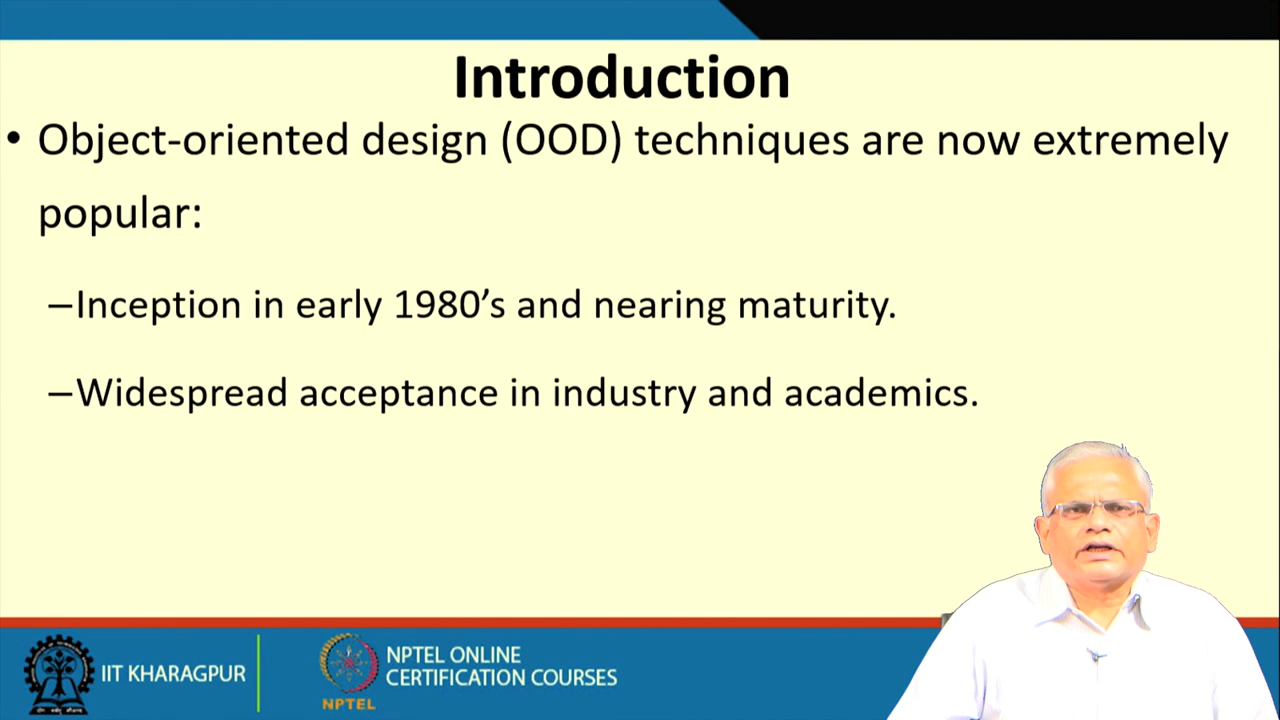 Introduction
• Object-oriented design (OOD) techniques are now extremely
popular:
–Inception in early 1980’s and nearing maturity.
–Widespread acceptance in industry and academics.
IIT KHARAGPUR
NPTEL ONLINE
CERTIFICATION COURSES
NPTEL